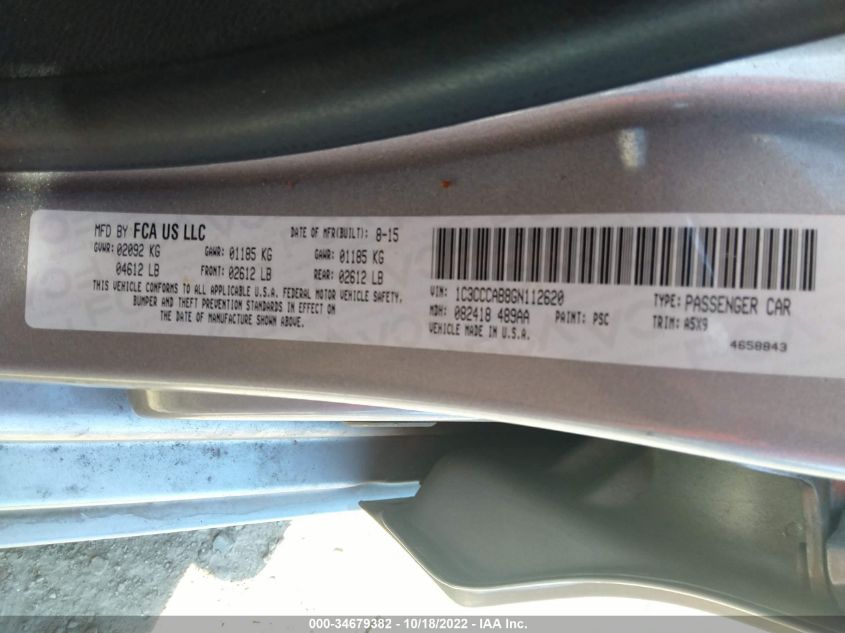 MFD BY FCA US LLC DATE OF MFR(BUILT): 8-15
GVWR: 02092 KG GAWR: 01185 KG GAWR: 01185 KG
04612 LB FRONT: 02612 LB REAR: 02612 LB
THIS VEHICLE CONFORMS TO ALL APPLICABLE U.S.A. FEDERAL MOTOR VEHICLE SAFETY,
BUMPER AND THEFT PREVENTION STANDARDS IN EFFECT ON
THE DATE OF MANUFACTURE SHOWN ABOVE.
VIN: 1C3CCCAB8GN112620 TYPE: PASSENGER CAR
MDH: 082418 489AA PAINT: PSC TRIM: A5X9
VEHICLE MADE IN U.S.A.
4658843
000-34679382 - 10/18/2022 - IAA Inc.